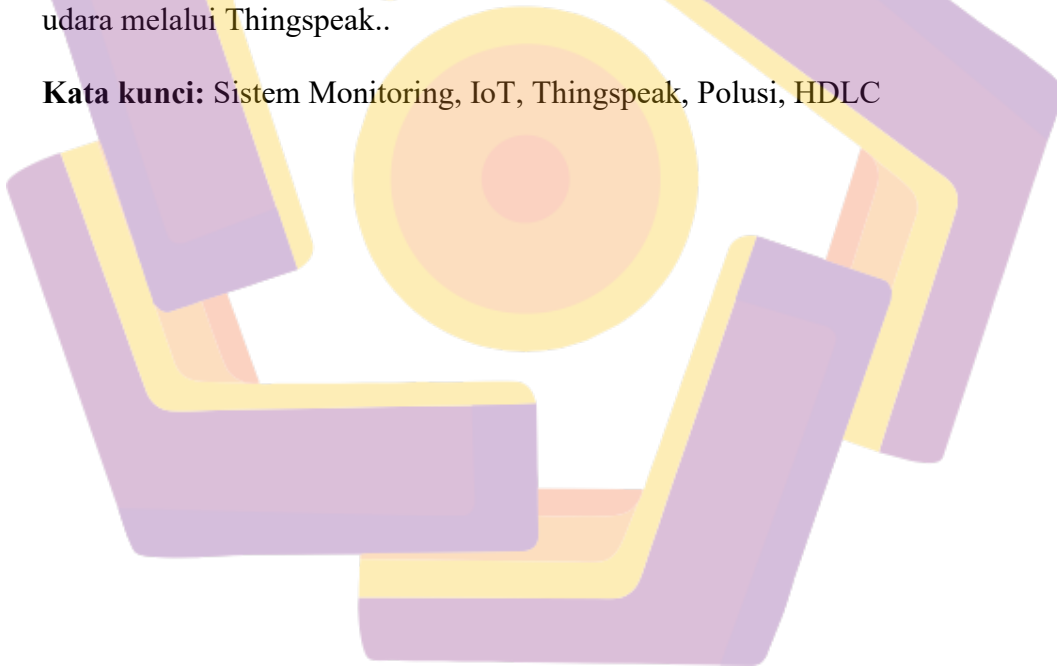 udara melalui Thingspeak..
Kata kunci: Sistem Monitoring, IoT, Thingspeak, Polusi, HDLC